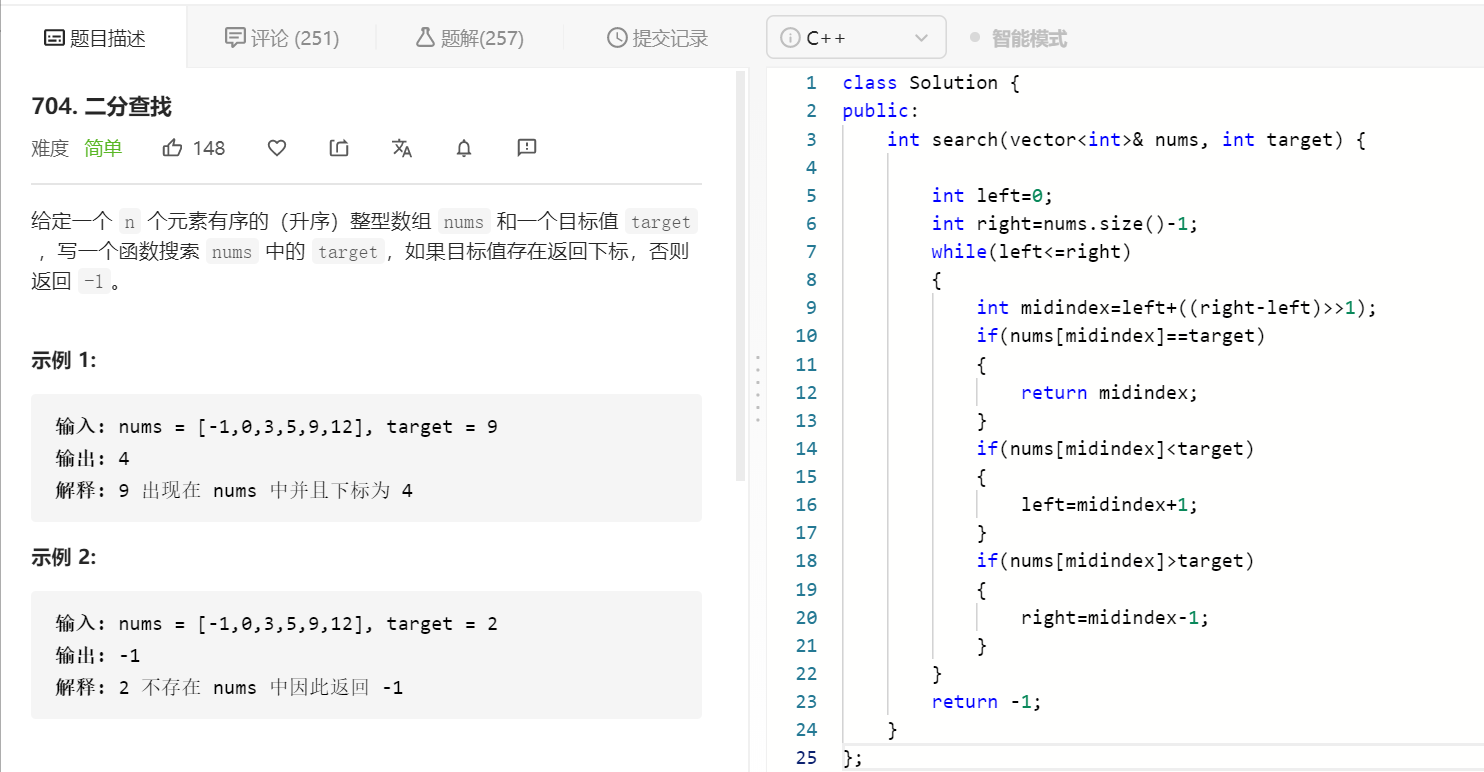 题目描述
评论 (251)
题解(257)
提交记录
C++
智能模式
704. 二分查找
难度 简单 148
给定一个 n 个元素有序的（升序）整型数组 nums 和一个目标值 target
，写一个函数搜索 nums 中的 target，如果目标值存在返回下标，否则
返回 -1。
示例 1:
输入: nums = [-1,0,3,5,9,12], target = 9
输出: 4
解释: 9 出现在 nums 中并且下标为 4
示例 2:
输入: nums = [-1,0,3,5,9,12], target = 2
输出: -1
解释: 2 不存在 nums 中因此返回 -1
1 class Solution {
2 public:
3     int search(vector<int>& nums, int target) {
4
5         int left=0;
6         int right=nums.size()-1;
7         while(left<=right)
8         {
9             int midindex=left+((right-left)>>1);
10             if(nums[midindex]==target)
11             {
12                 return midindex;
13             }
14             if(nums[midindex]<target)
15             {
16                 left=midindex+1;
17             }
18             if(nums[midindex]>target)
19             {
20                 right=midindex-1;
21             }
22         }
23         return -1;
24     }
25 };